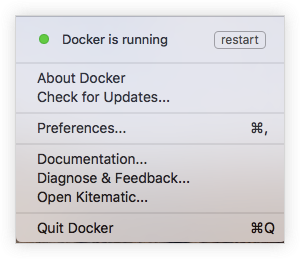 Docker is running restart
About Docker
Check for Updates...
Preferences... ⌘,
Documentation...
Diagnose & Feedback...
Open Kitematic...
Quit Docker ⌘Q